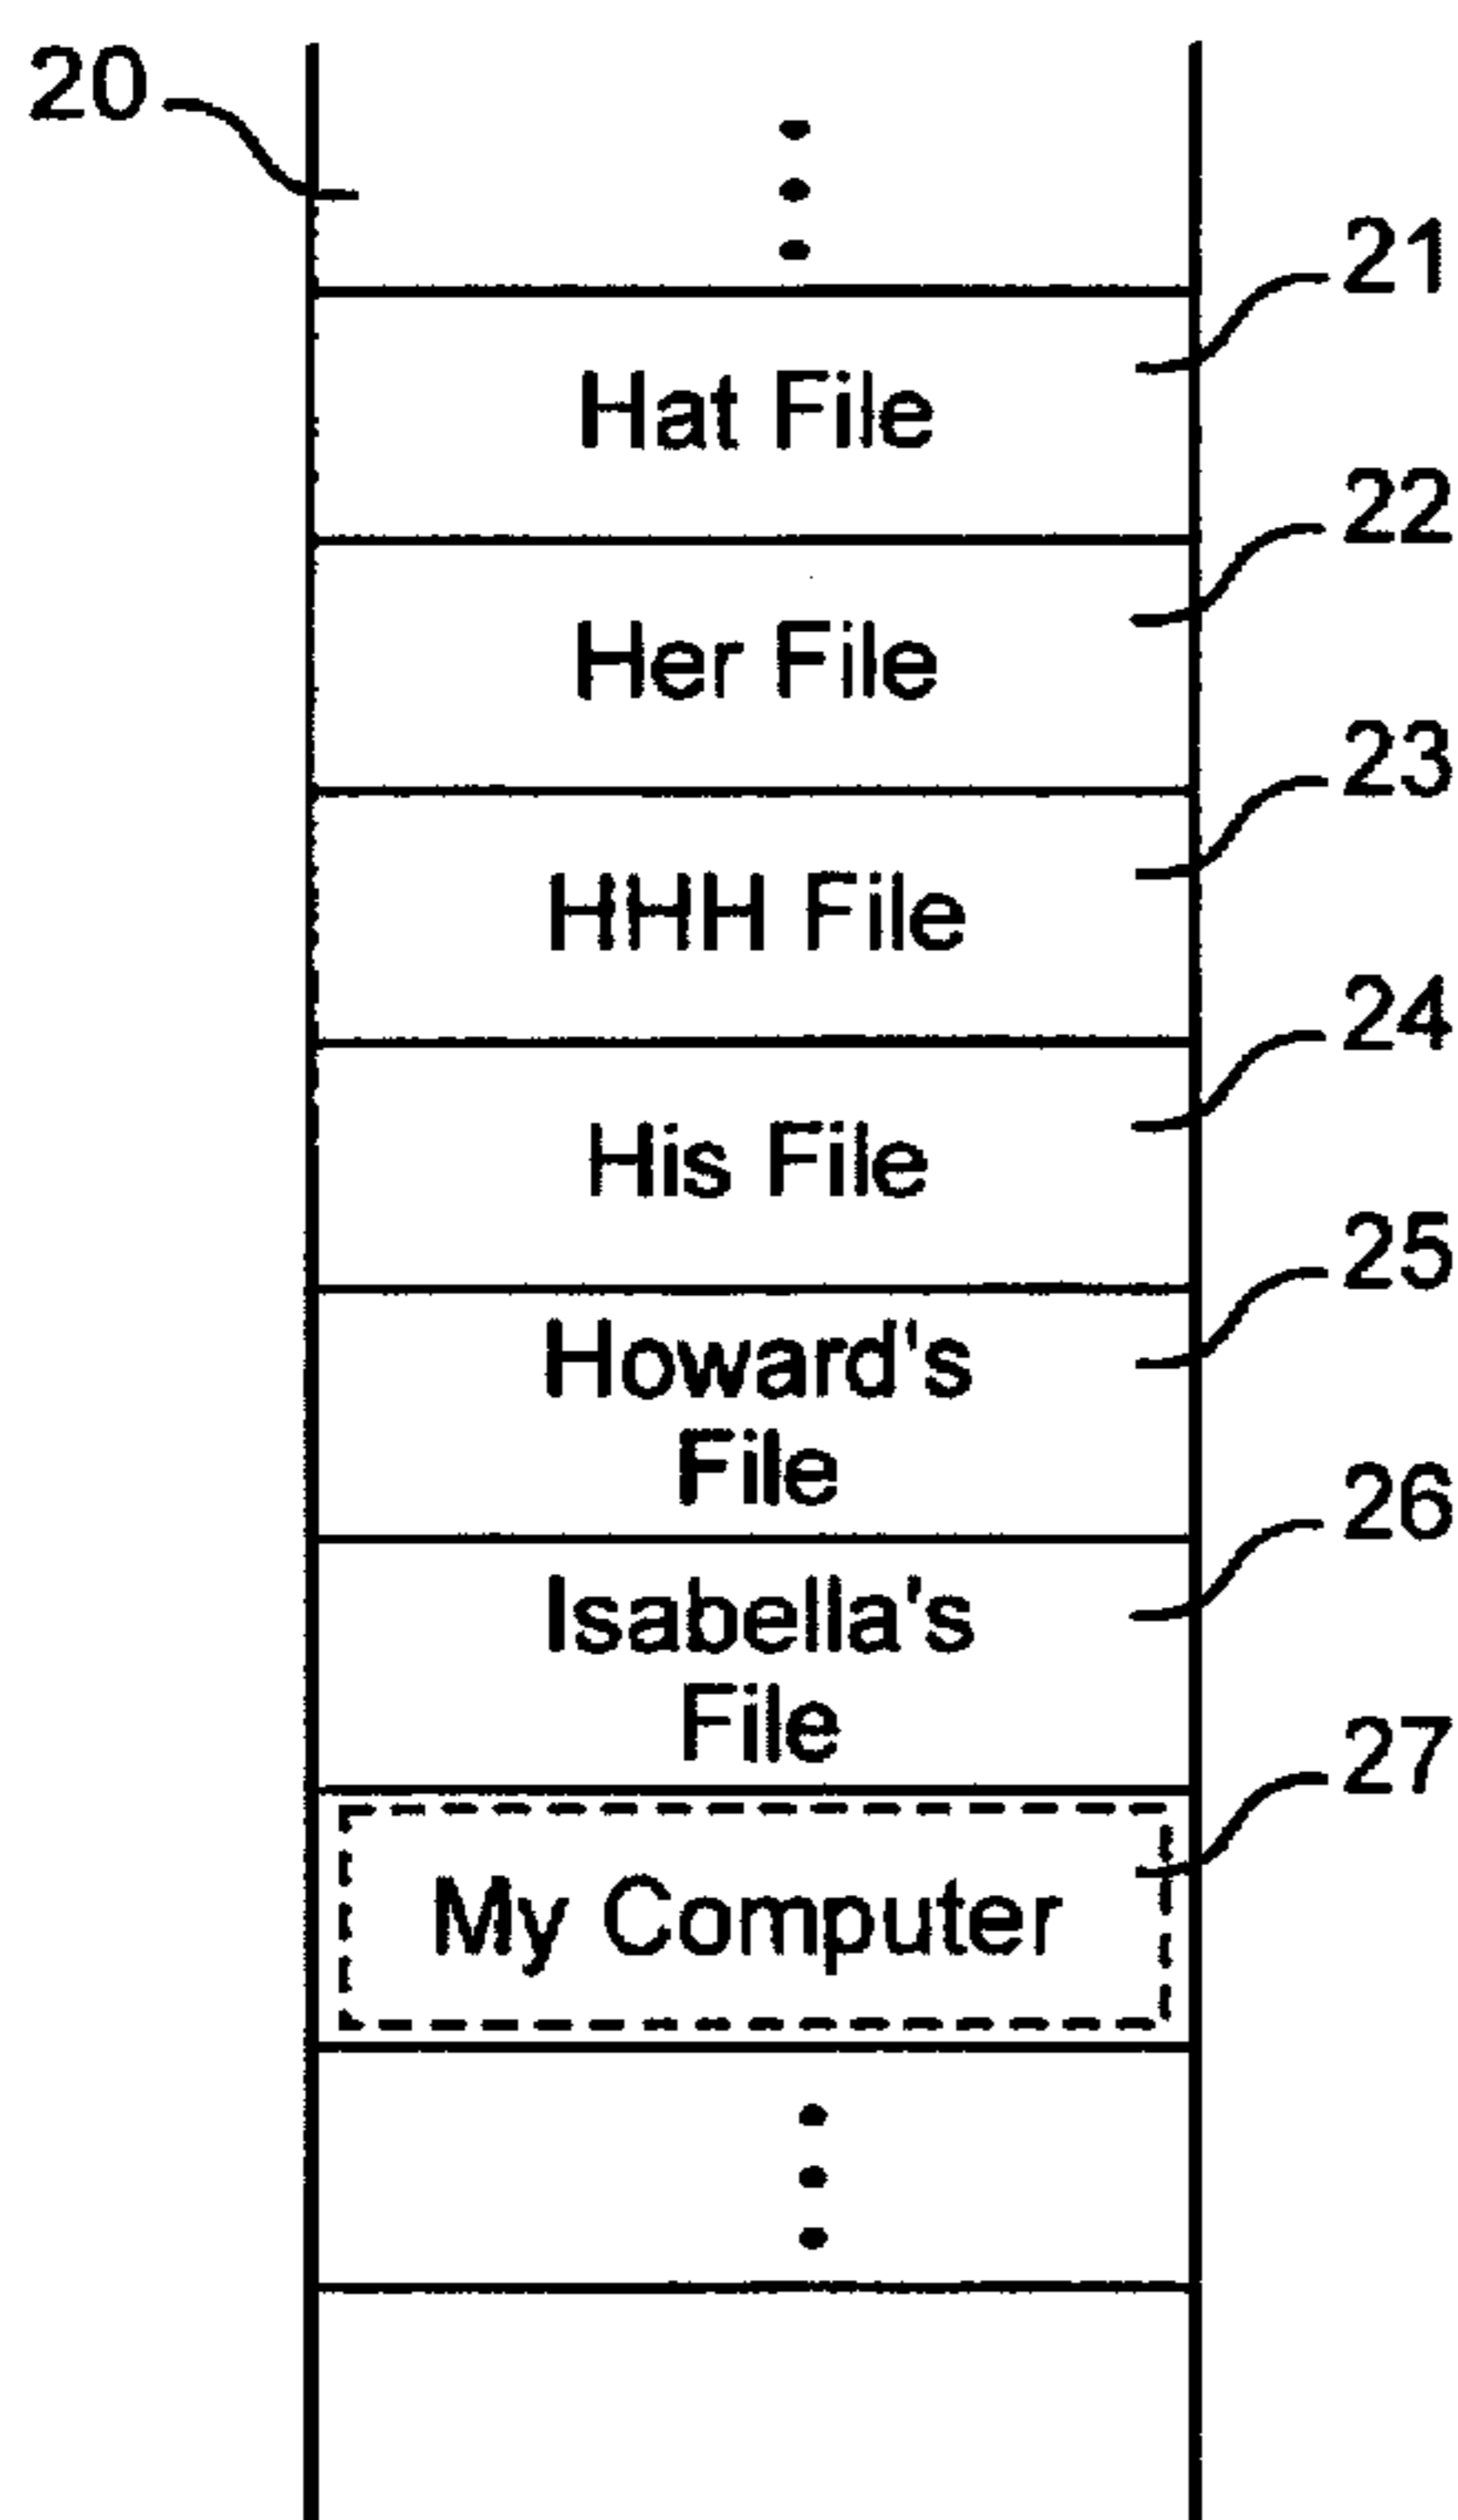 20
21
Hat File
22
Her File
23
HHH File
24
His File
25
Howard's
File
26
Isabella's
File
27
My Computer